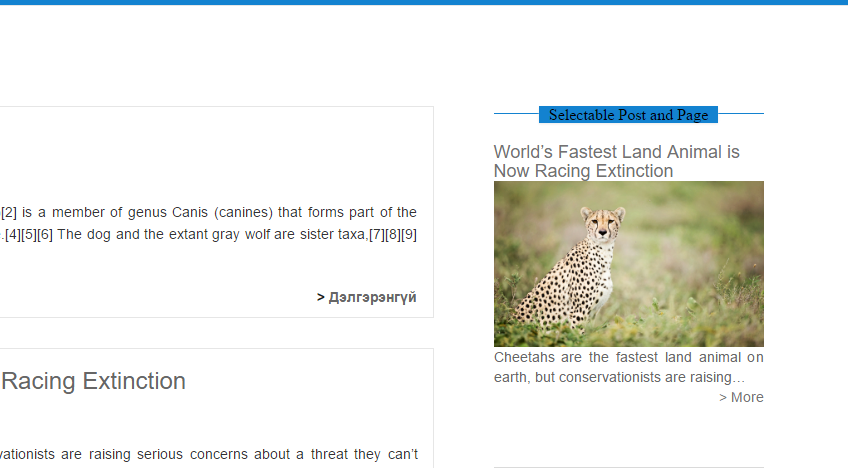 [2] is a member of genus Canis (canines) that forms part of the
.[4][5][6] The dog and the extant gray wolf are sister taxa,[7][8][9]
> Дэлгэрэнгүй
Racing Extinction
vationists are raising serious concerns about a threat they can't
Selectable Post and Page
World’s Fastest Land Animal is
Now Racing Extinction
Cheetahs are the fastest land animal on
earth, but conservationists are raising…
> More